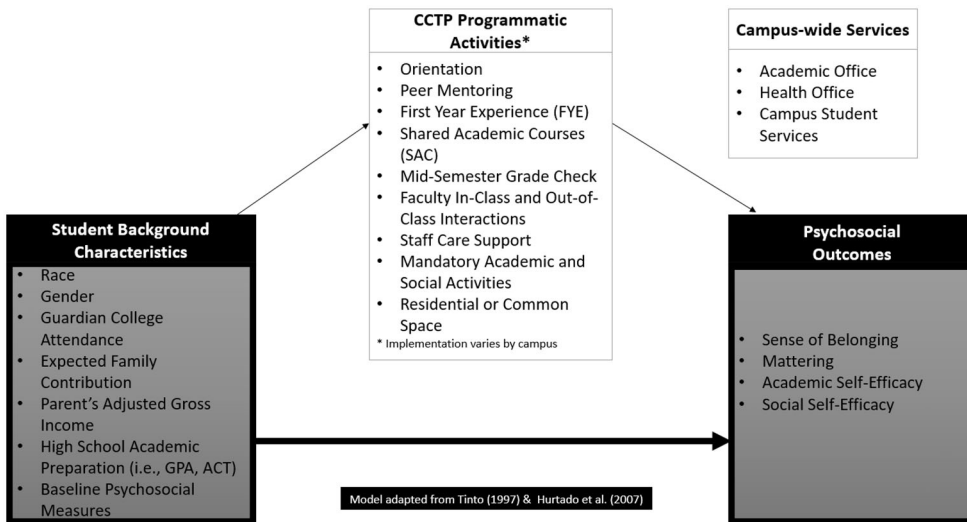 CCTP Programmatic
Activities*
• Orientation
• Peer Mentoring
• First Year Experience (FYE)
• Shared Academic Courses
(SAC)
• Mid-Semester Grade Check
• Faculty In-Class and Out-of-
Class Interactions
• Staff Care Support
• Mandatory Academic and
Social Activities
• Residential or Common
Space
* Implementation varies by campus
Campus-wide Services
• Academic Office
• Health Office
• Campus Student
Services
Student Background
Characteristics
• Race
• Gender
• Guardian College
Attendance
• Expected Family
Contribution
• Parent's Adjusted Gross
Income
• High School Academic
Preparation (i.e., GPA, ACT)
• Baseline Psychosocial
Measures
Psychosocial
Outcomes
• Sense of Belonging
• Mattering
• Academic Self-Efficacy
• Social Self-Efficacy
Model adapted from Tinto (1997) & Hurtado et al. (2007)